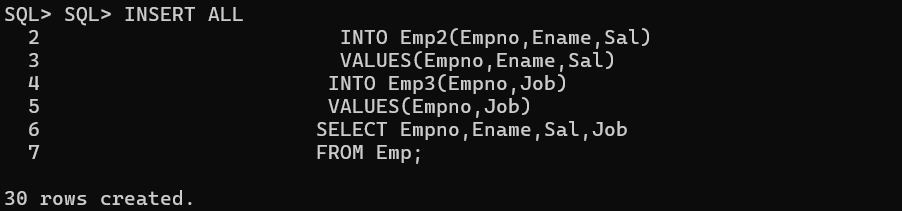 SQL> SQL> INSERT ALL
  2                         INTO Emp2(Empno,Ename,Sal)
  3                         VALUES(Empno,Ename,Sal)
  4                        INTO Emp3(Empno,Job)
  5                        VALUES(Empno,Job)
  6                       SELECT Empno,Ename,Sal,Job
  7                       FROM Emp;
30 rows created.